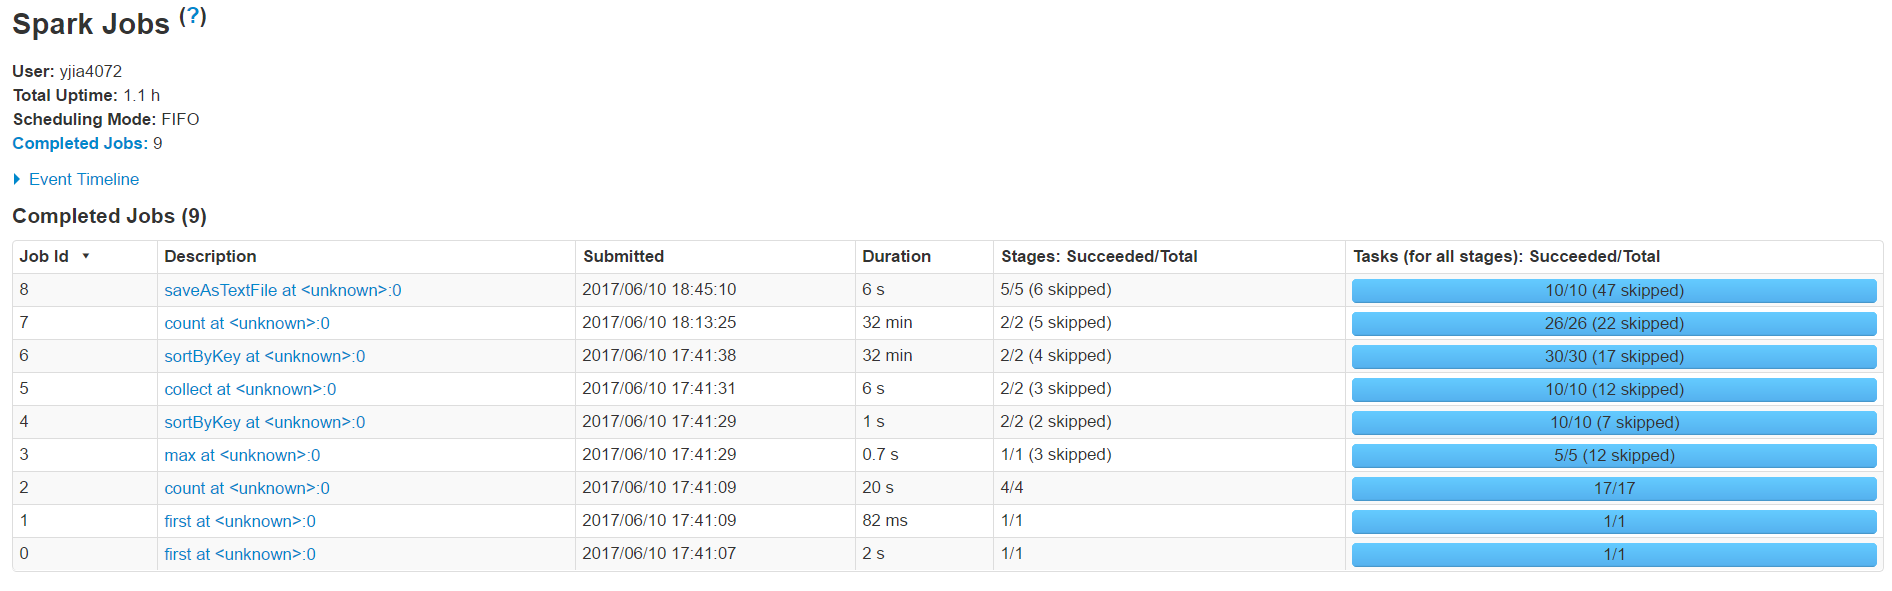 Spark Jobs (?)
User: yjia4072
Total Uptime: 1.1 h
Scheduling Mode: FIFO
Completed Jobs: 9
Event Timeline
Completed Jobs (9)
Job Id ▾ Description Submitted Duration Stages: Succeeded/Total Tasks (for all stages): Succeeded/Total
8 saveAsTextFile at <unknown>:0 2017/06/10 18:45:10 6 s 5/5 (6 skipped) 10/10 (47 skipped)
7 count at <unknown>:0 2017/06/10 18:13:25 32 min 2/2 (5 skipped) 26/26 (22 skipped)
6 sortByKey at <unknown>:0 2017/06/10 17:41:38 32 min 2/2 (4 skipped) 30/30 (17 skipped)
5 collect at <unknown>:0 2017/06/10 17:41:31 6 s 2/2 (3 skipped) 10/10 (12 skipped)
4 sortByKey at <unknown>:0 2017/06/10 17:41:29 1 s 2/2 (2 skipped) 10/10 (7 skipped)
3 max at <unknown>:0 2017/06/10 17:41:29 0.7 s 1/1 (3 skipped) 5/5 (12 skipped)
2 count at <unknown>:0 2017/06/10 17:41:09 20 s 4/4 17/17
1 first at <unknown>:0 2017/06/10 17:41:09 82 ms 1/1 1/1
0 first at <unknown>:0 2017/06/10 17:41:07 2 s 1/1 1/1